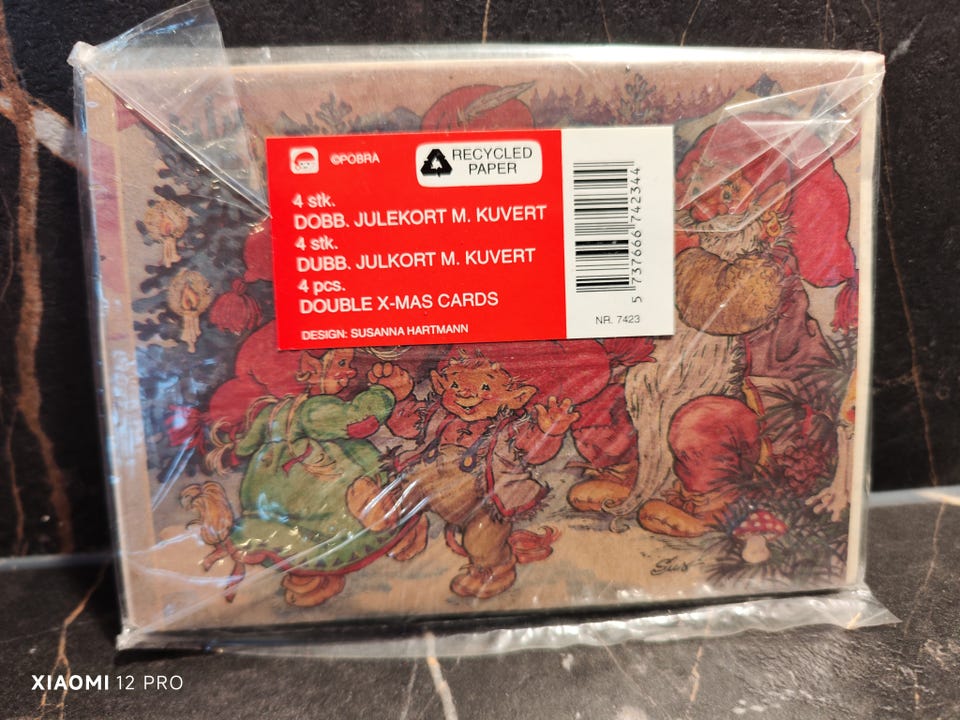 ©POBRA
RECYCLED
PAPER
4 stk.
DOBB. JULEKORT M. KUVERT
4 stk.
DUBB. JULKORT M. KUVERT
4 pcs.
DOUBLE X-MAS CARDS
DESIGN: SUSANNA HARTMANN
5 737666 742344
NR. 7423
XIAOMI 12 PRO